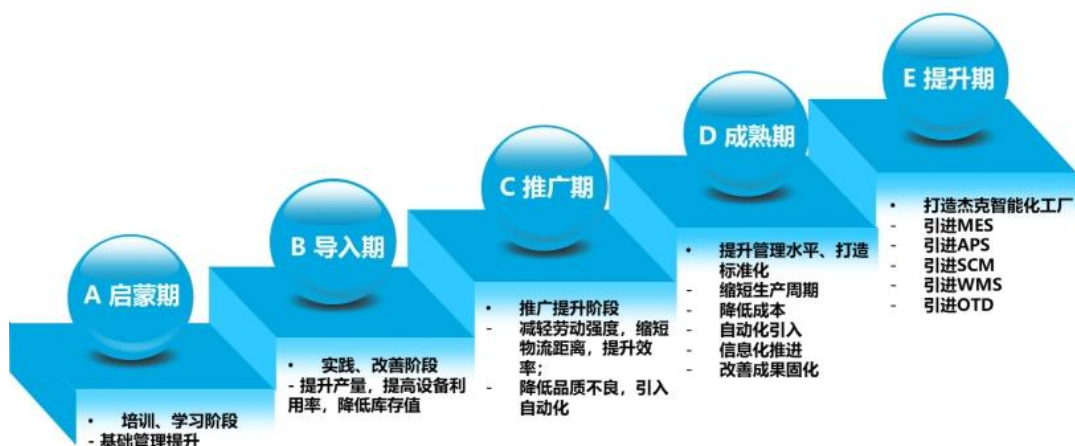 A 启蒙期
• 培训、学习阶段
- 基础管理提升
B 导入期
• 实践、改善阶段
- 提升产量，提高设备利
用率，降低库存值
C 推广期
• 推广提升阶段
- 减轻劳动强度，缩短
物流距离，提升效
率；
- 降低品质不良，引入
自动化
D 成熟期
• 提升管理水平、打造
标准化
- 缩短生产周期
- 降低成本
- 自动化引入
- 信息化推进
- 改善成果固化
E 提升期
• 打造杰克智能化工厂
- 引进MES
- 引进APS
- 引进SCM
- 引进WMS
- 引进OTD